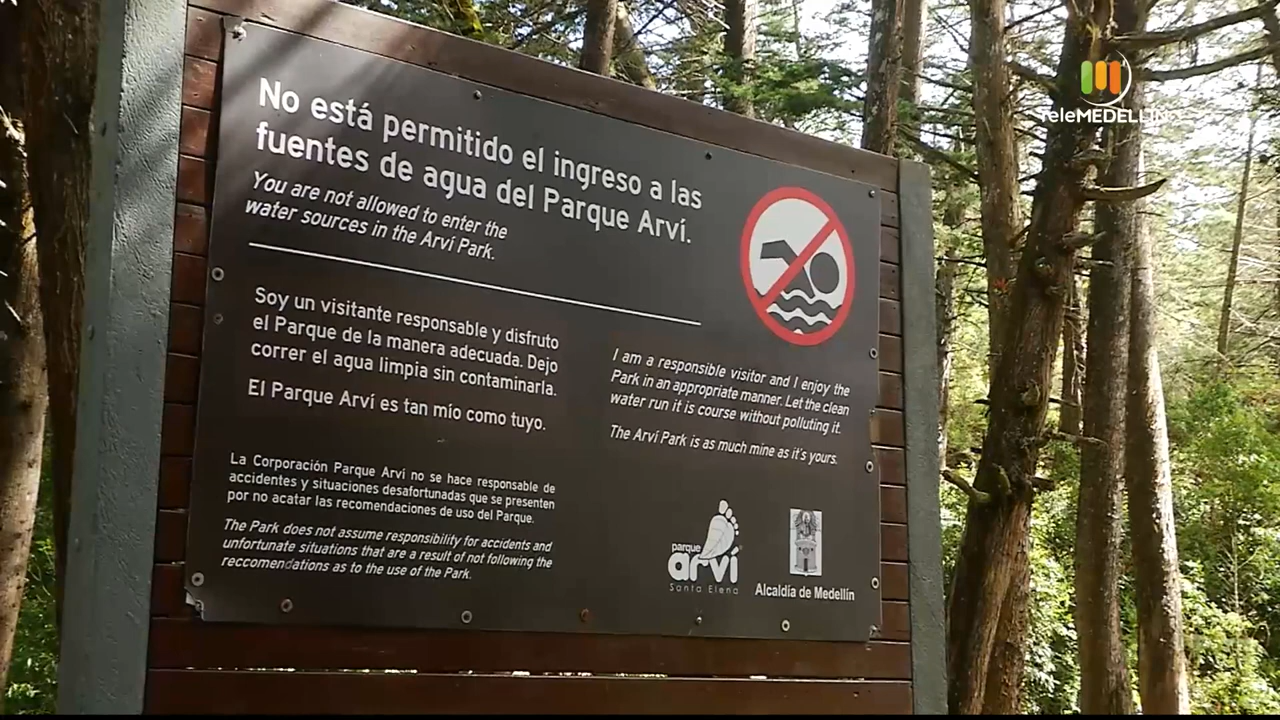 TeleMEDELLÍN
No está permitido el ingreso a las
fuentes de agua del Parque Arví.
You are not allowed to enter the
water sources in the Arví Park.
Soy un visitante responsable y disfruto
el Parque de la manera adecuada. Dejo
correr el agua limpia sin contaminarla.
El Parque Arví es tan mío como tuyo.
I am a responsible visitor and I enjoy the
Park in an appropriate manner. Let the clean
water run it is course without polluting it.
The Arví Park is as much mine as it's yours.
La Corporación Parque Arví no se hace responsable de
accidentes y situaciones desafortunadas que se presenten
por no acatar las recomendaciones de uso del Parque.
The Park does not assume responsibility for accidents and
unfortunate situations that are a result of not following the
reccomendations as to the use of the Park.
parque
arví
Santa Elena
Alcaldía de Medellín